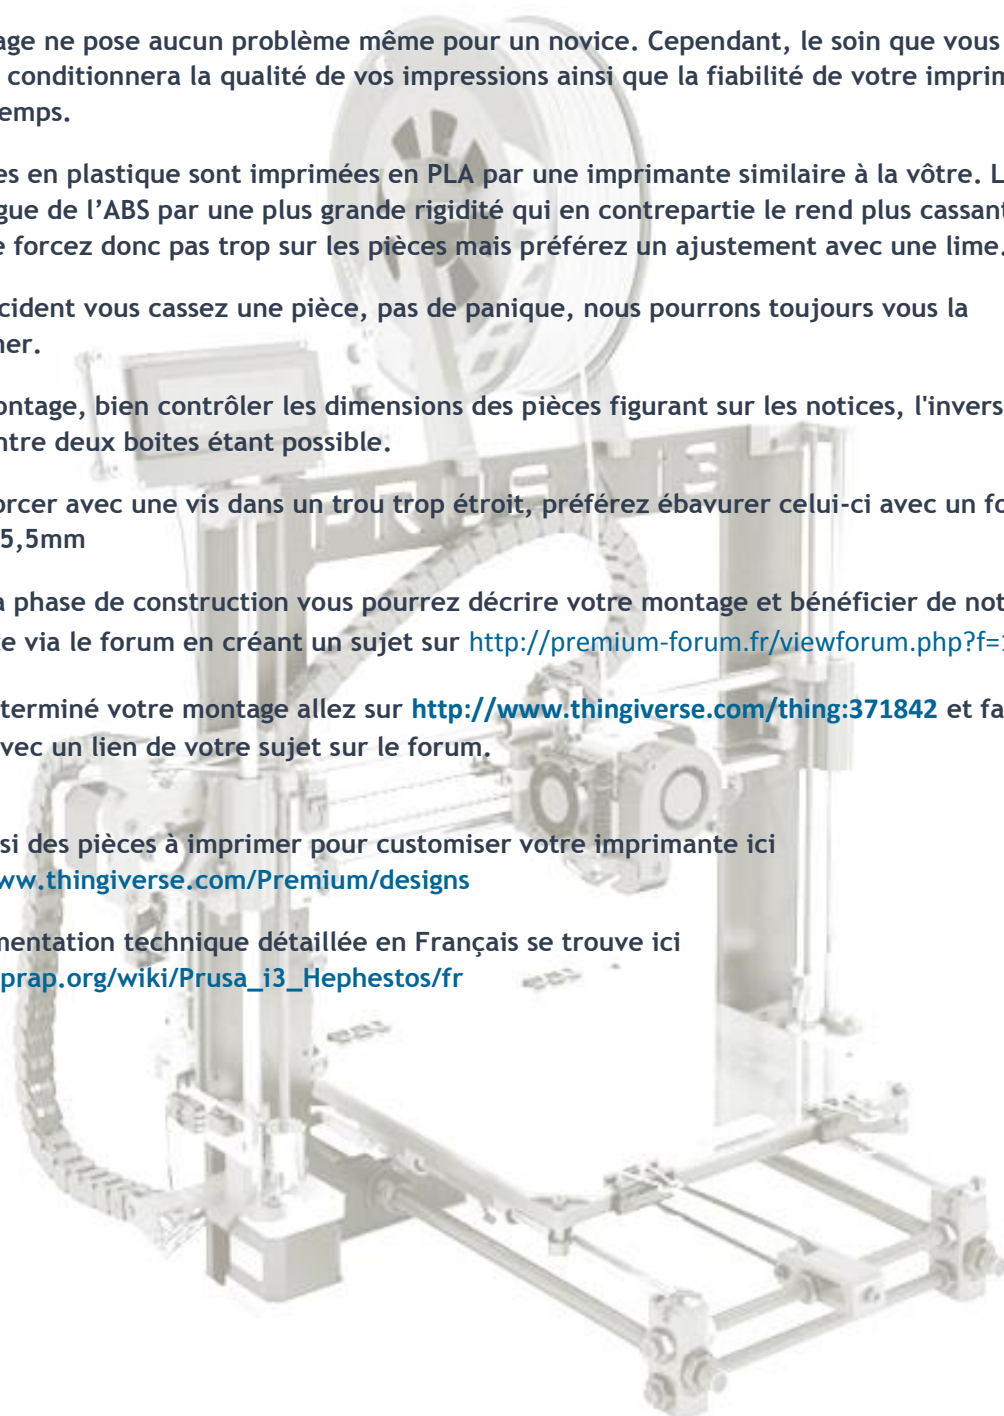 age ne pose aucun problème même pour un novice. Cependant, le soin que vous
conditionnera la qualité de vos impressions ainsi que la fiabilité de votre imprim
emps.
es en plastique sont imprimées en PLA par une imprimante similaire à la vôtre. L
gue de l’ABS par une plus grande rigidité qui en contrepartie le rend plus cassant
e forcez donc pas trop sur les pièces mais préférez un ajustement avec une lime.
cident vous cassez une pièce, pas de panique, nous pourrons toujours vous la
ner.
ontage, bien contrôler les dimensions des pièces figurant sur les notices, l'invers
ntre deux boites étant possible.
orcer avec une vis dans un trou trop étroit, préférez ébavurer celui-ci avec un fo
5,5mm
a phase de construction vous pourrez décrire votre montage et bénéficier de not
e via le forum en créant un sujet sur http://premium-forum.fr/viewforum.php?f=
terminé votre montage allez sur http://www.thingiverse.com/thing:371842 et fa
vec un lien de votre sujet sur le forum.
si des pièces à imprimer pour customiser votre imprimante ici
ww.thingiverse.com/Premium/designs
mentation technique détaillée en Français se trouve ici
prap.org/wiki/Prusa_i3_Hephestos/fr
PRUSA i3